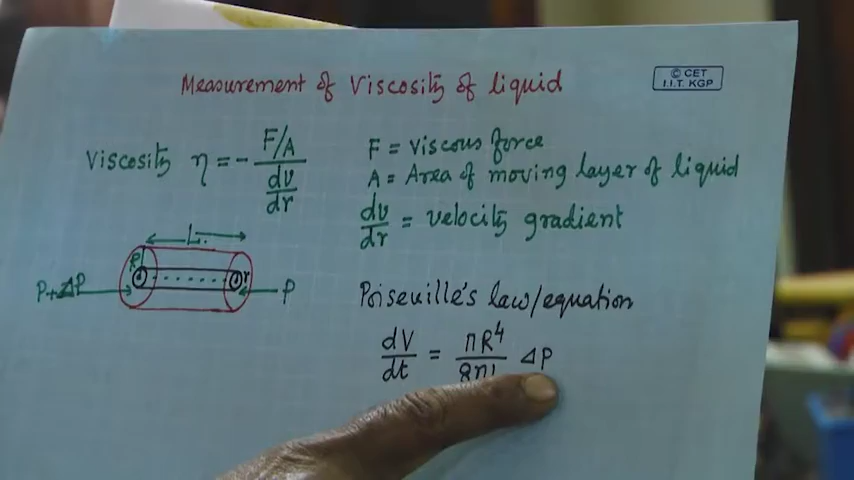 Measurement of Viscosity of liquid
© CET
I.I.T. KGP
Viscosity η = - F/A / dv/dr
F = Viscous force
A = Area of moving layer of liquid
dv/dr = velocity gradient
L.
R
r
P+ΔP
P
Poiseuille's law/equation
dV/dt = πR⁴/8ηL ΔP